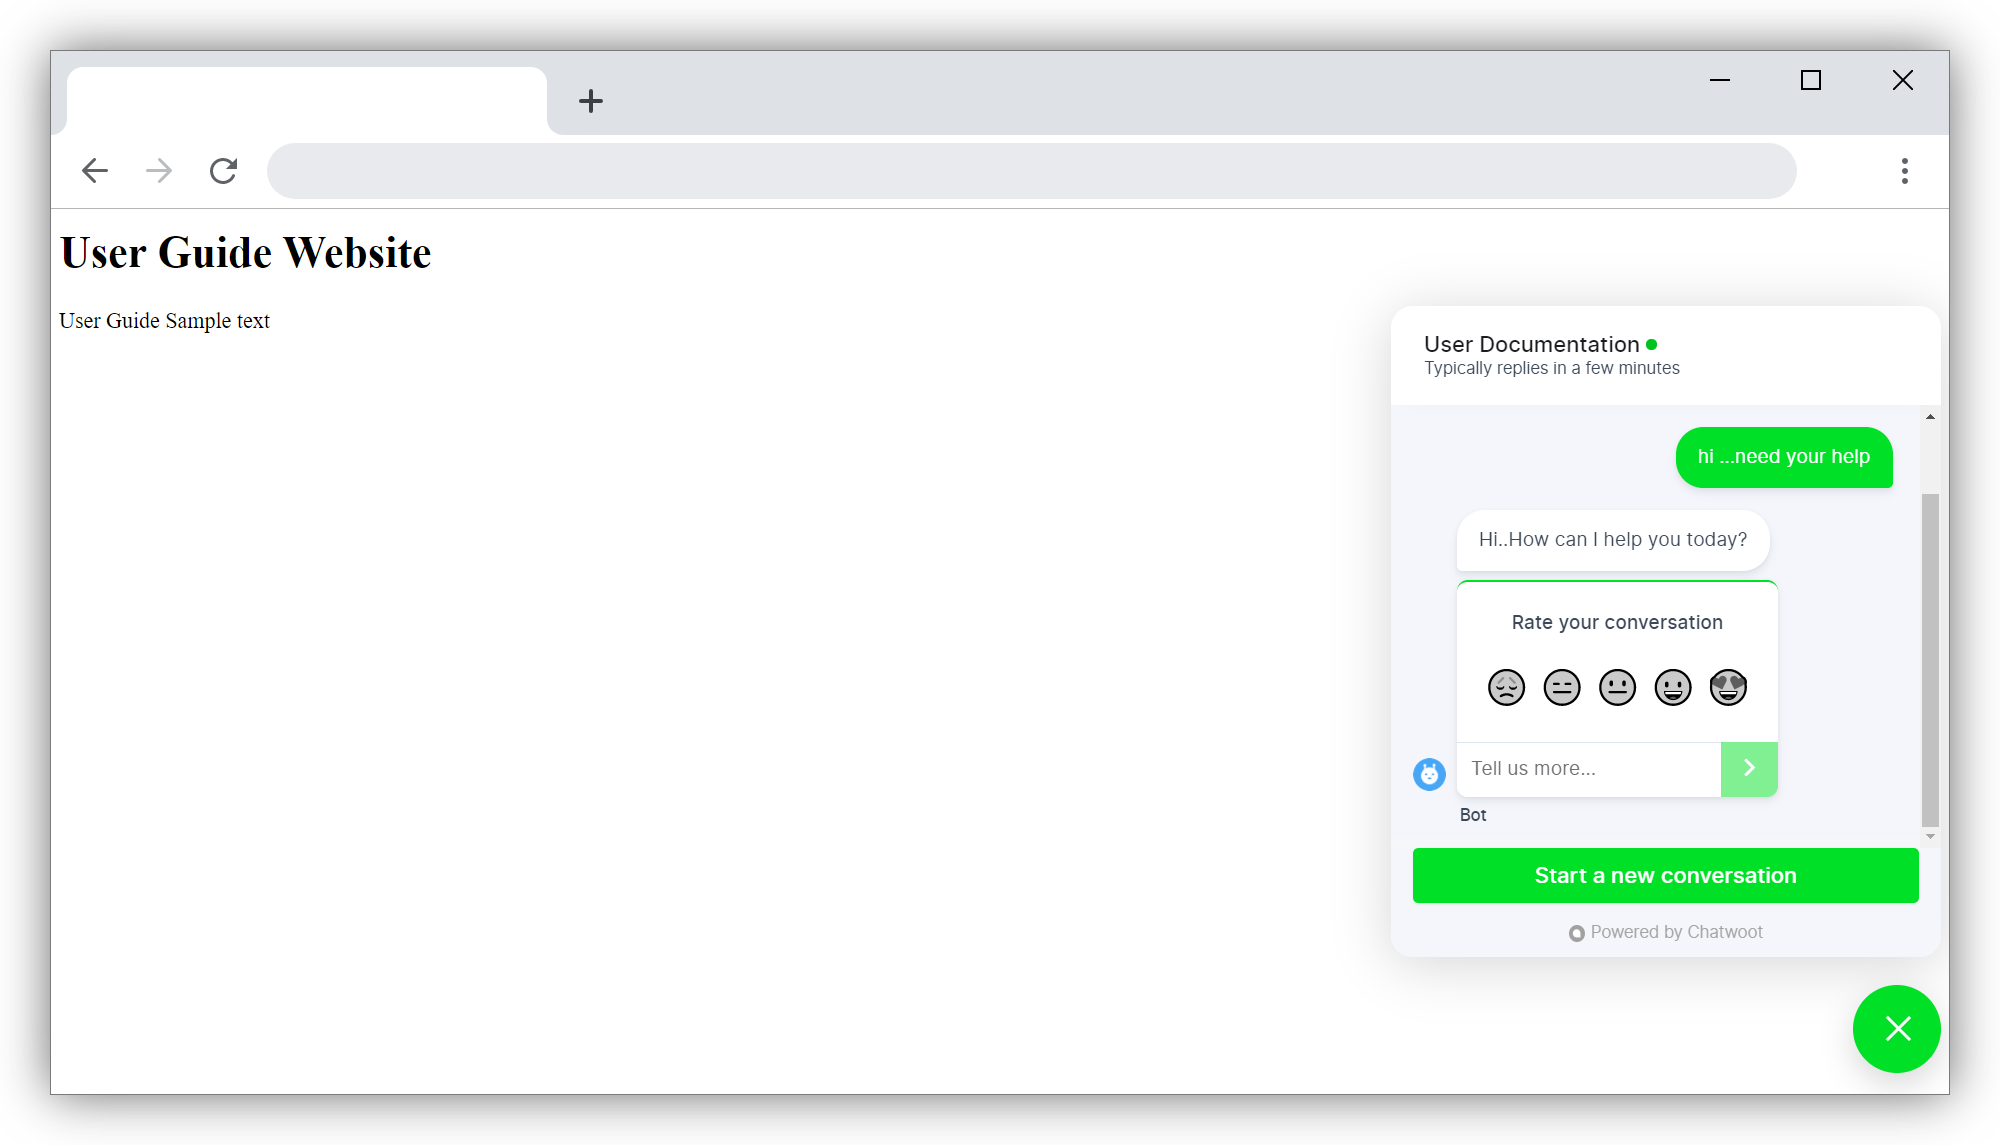 User Guide Website
User Guide Sample text
User Documentation
Typically replies in a few minutes
hi ...need your help
Hi..How can I help you today?
Rate your conversation
Tell us more...
Bot
Start a new conversation
Powered by Chatwoot